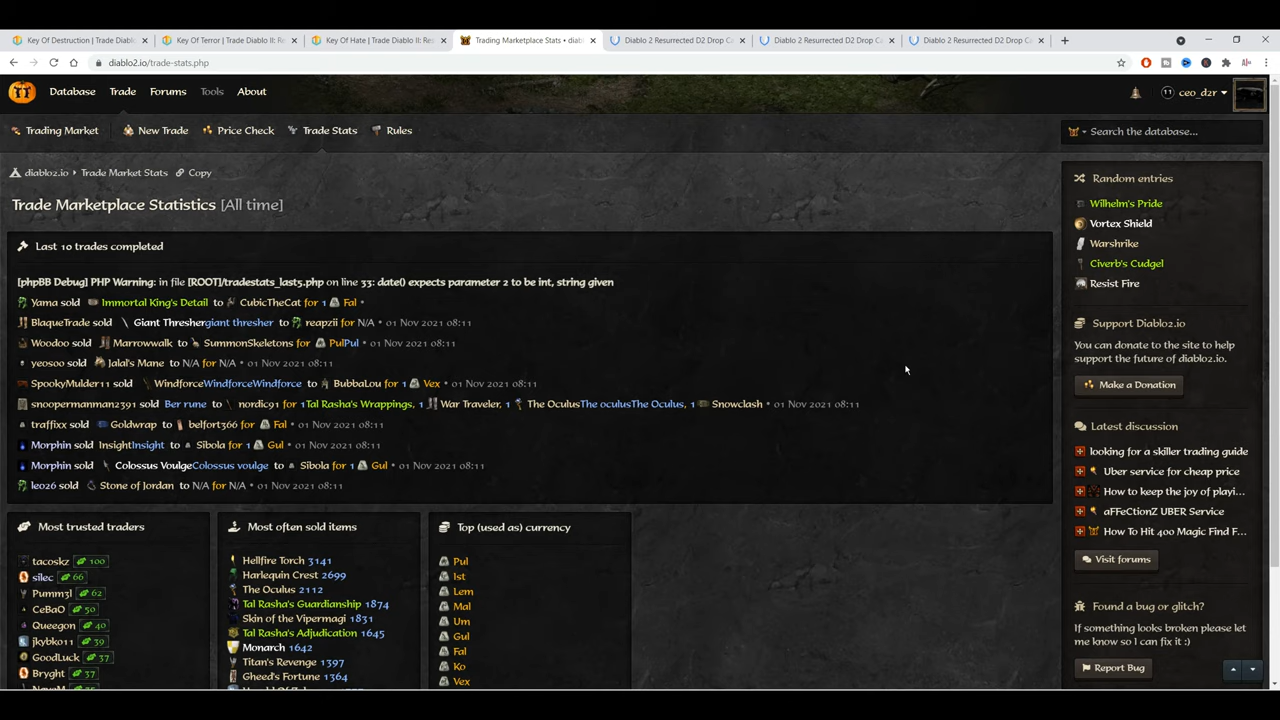 Key Of Destruction | Trade Diablo
Key Of Terror | Trade Diablo II: Re
Key Of Hate | Trade Diablo II: Res
Trading Marketplace Stats • diabl
Diablo 2 Resurrected D2 Drop Ca
Diablo 2 Resurrected D2 Drop Ca
Diablo 2 Resurrected D2 Drop Ca
diablo2.io/trade-stats.php
Database Trade Forums Tools About
11 ceo_d2r
Trading Market New Trade Price Check Trade Stats Rules
Search the database...
diablo2.io Trade Market Stats Copy
Trade Marketplace Statistics [All time]
Last 10 trades completed
[phpBB Debug] PHP Warning: in file [ROOT]/tradestats_last5.php on line 33: date() expects parameter 2 to be int, string given
Yama sold Immortal King's Detail to CubicTheCat for 1 Fal •
BlaqueTrade sold Giant Threshergiant thresher to reapzii for N/A • 01 Nov 2021 08:11
Woodoo sold Marrowwalk to SummonSkeletons for PulPul • 01 Nov 2021 08:11
yeosoo sold Jalal's Mane to N/A for N/A • 01 Nov 2021 08:11
SpookyMulder11 sold WindforceWindforceWindforce to BubbaLou for 1 Vex • 01 Nov 2021 08:11
snoopermanman2391 sold Ber rune to nordic91 for 1 Tal Rasha's Wrappings, 1 War Traveler, 1 The OculusThe oculusThe Oculus, 1 Snowclash • 01 Nov 2021 08:11
traffixx sold Goldwrap to belfort366 for Fal • 01 Nov 2021 08:11
Morphin sold InsightInsight to Sibola for 1 Gul • 01 Nov 2021 08:11
Morphin sold Colossus VoulgeColossus voulge to Sibola for 1 Gul • 01 Nov 2021 08:11
leo26 sold Stone of Jordan to N/A for N/A • 01 Nov 2021 08:11
Most trusted traders
tacoskz 100
silec 66
Pumm3l 62
CeBaO 50
Queegon 40
jkybko11 39
GoodLuck 37
Bryght 37
Most often sold items
Hellfire Torch 3141
Harlequin Crest 2699
The Oculus 2112
Tal Rasha's Guardianship 1874
Skin of the Vipermagi 1831
Tal Rasha's Adjudication 1645
Monarch 1642
Titan's Revenge 1397
Gheed's Fortune 1364
Top (used as) currency
Pul
Ist
Lem
Mal
Um
Gul
Fal
Ko
Vex
Random entries
Wilhelm's Pride
Vortex Shield
Warshrike
Civerb's Cudgel
Resist Fire
Support Diablo2.io
You can donate to the site to help
support the future of diablo2.io.
Make a Donation
Latest discussion
looking for a skiller trading guide
Uber service for cheap price
How to keep the joy of playi...
aFFeCtionZ UBER Service
How To Hit 400 Magic Find F...
Visit forums
Found a bug or glitch?
If something looks broken please let
me know so I can fix it :)
Report Bug